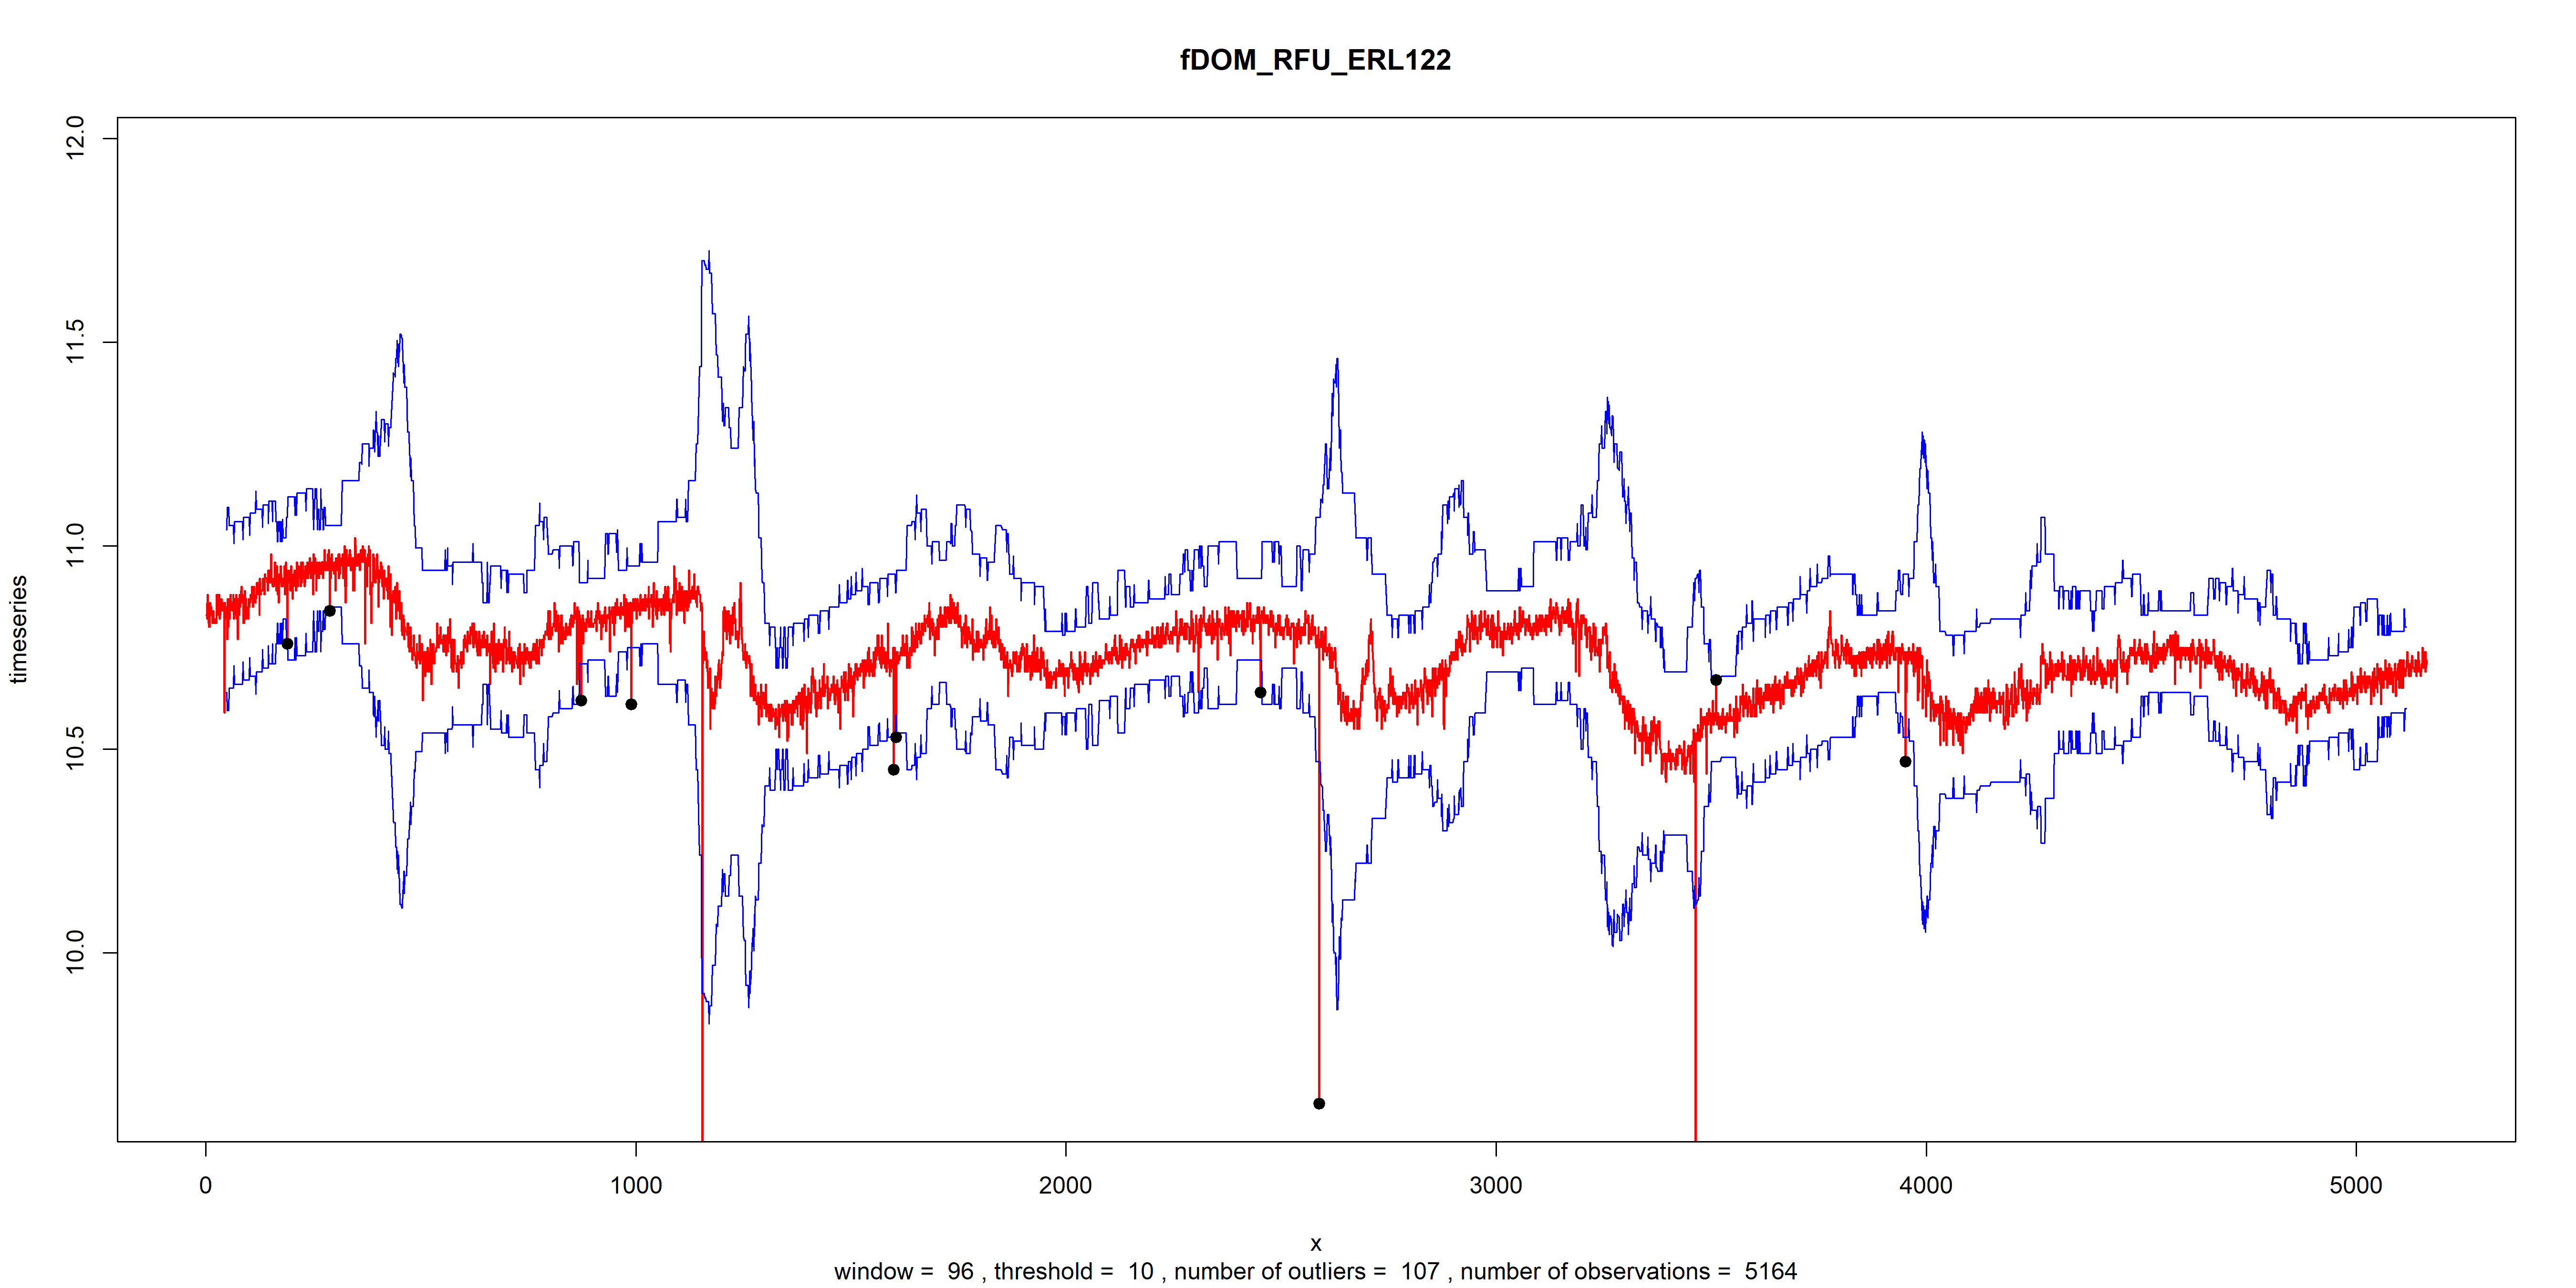 fDOM_RFU_ERL122
timeseries
12.0
11.5
11.0
10.5
10.0
0 1000 2000 3000 4000 5000
x
window =  96 , threshold =  10 , number of outliers =  107 , number of observations =  5164